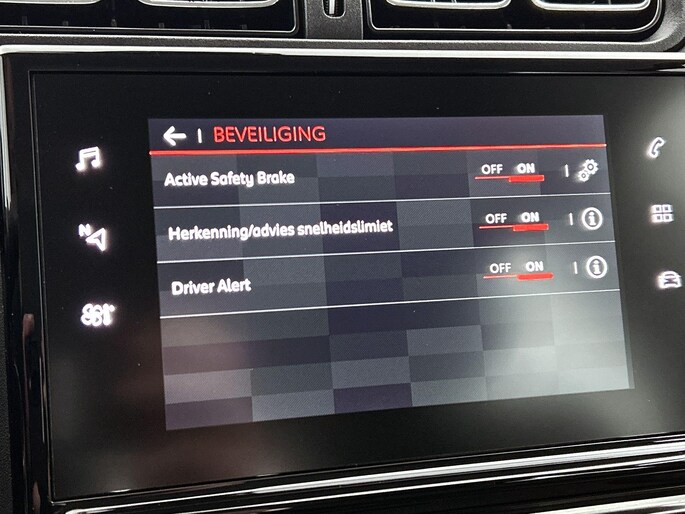 BEVEILIGING
Active Safety Brake OFF ON
N Herkenning/advies snelheidslimiet OFF ON
Driver Alert OFF ON